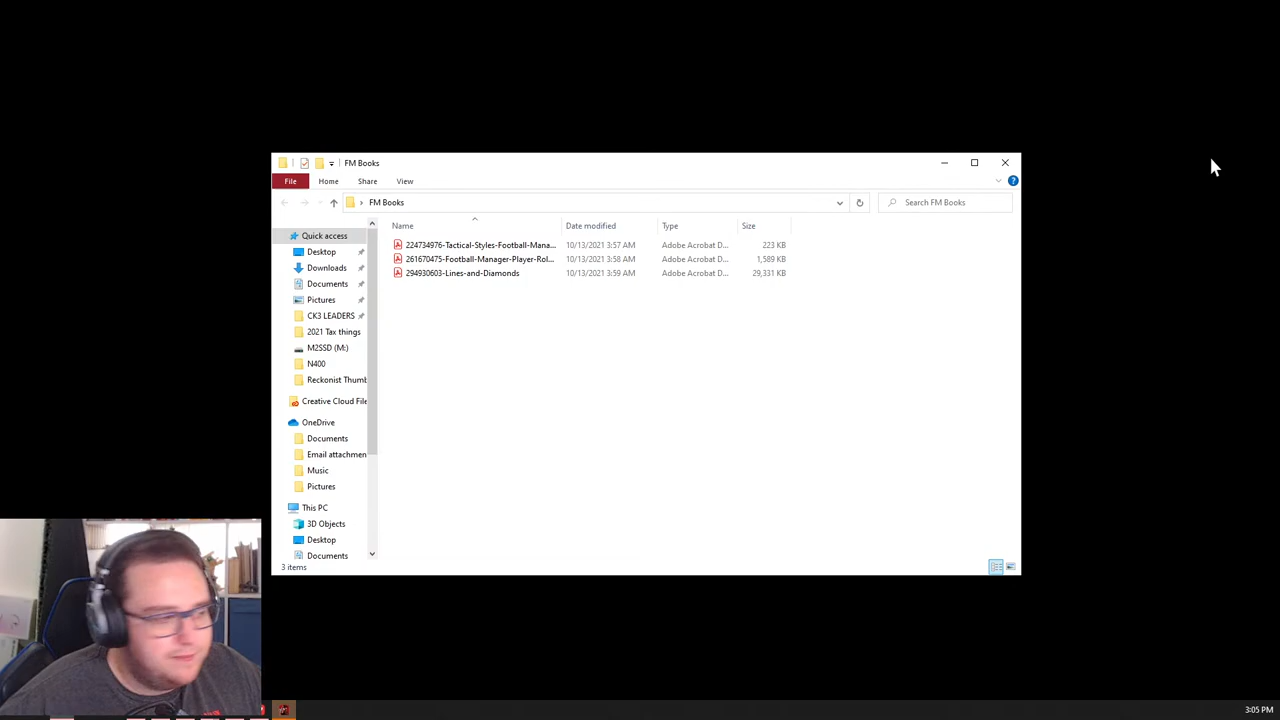 FM Books
File Home Share View
FM Books
Search FM Books
Name Date modified Type Size
224734976-Tactical-Styles-Football-Mana... 10/13/2021 3:57 AM Adobe Acrobat D... 223 KB
261670475-Football-Manager-Player-Rol... 10/13/2021 3:58 AM Adobe Acrobat D... 1,589 KB
294930603-Lines-and-Diamonds 10/13/2021 3:59 AM Adobe Acrobat D... 29,331 KB
Quick access
Desktop
Downloads
Documents
Pictures
CK3 LEADERS
2021 Tax things
M2SSD (M:)
N400
Reckonist Thumb
Creative Cloud File
OneDrive
Documents
Email attachmen
Music
Pictures
This PC
3D Objects
Desktop
Documents
3 items
3:05 PM